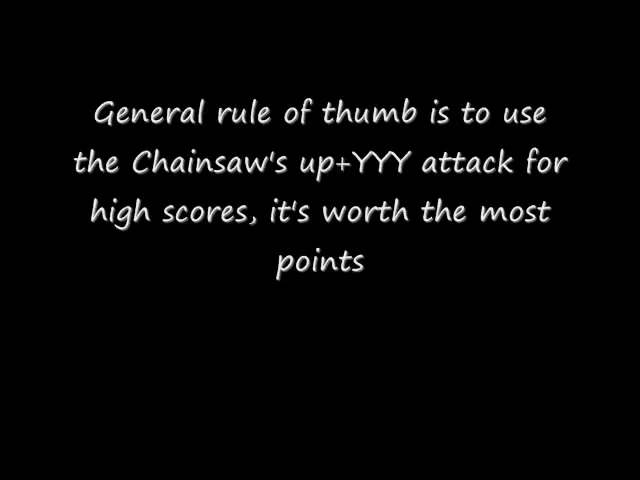 General rule of thumb is to use
the Chainsaw's up+YYY attack for
high scores, it's worth the most
points